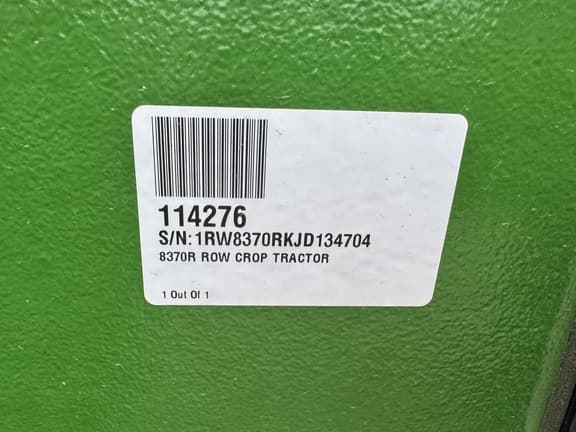 114276
S/N:1RW8370RKJD134704
8370R ROW CROP TRACTOR
1 Out Of 1